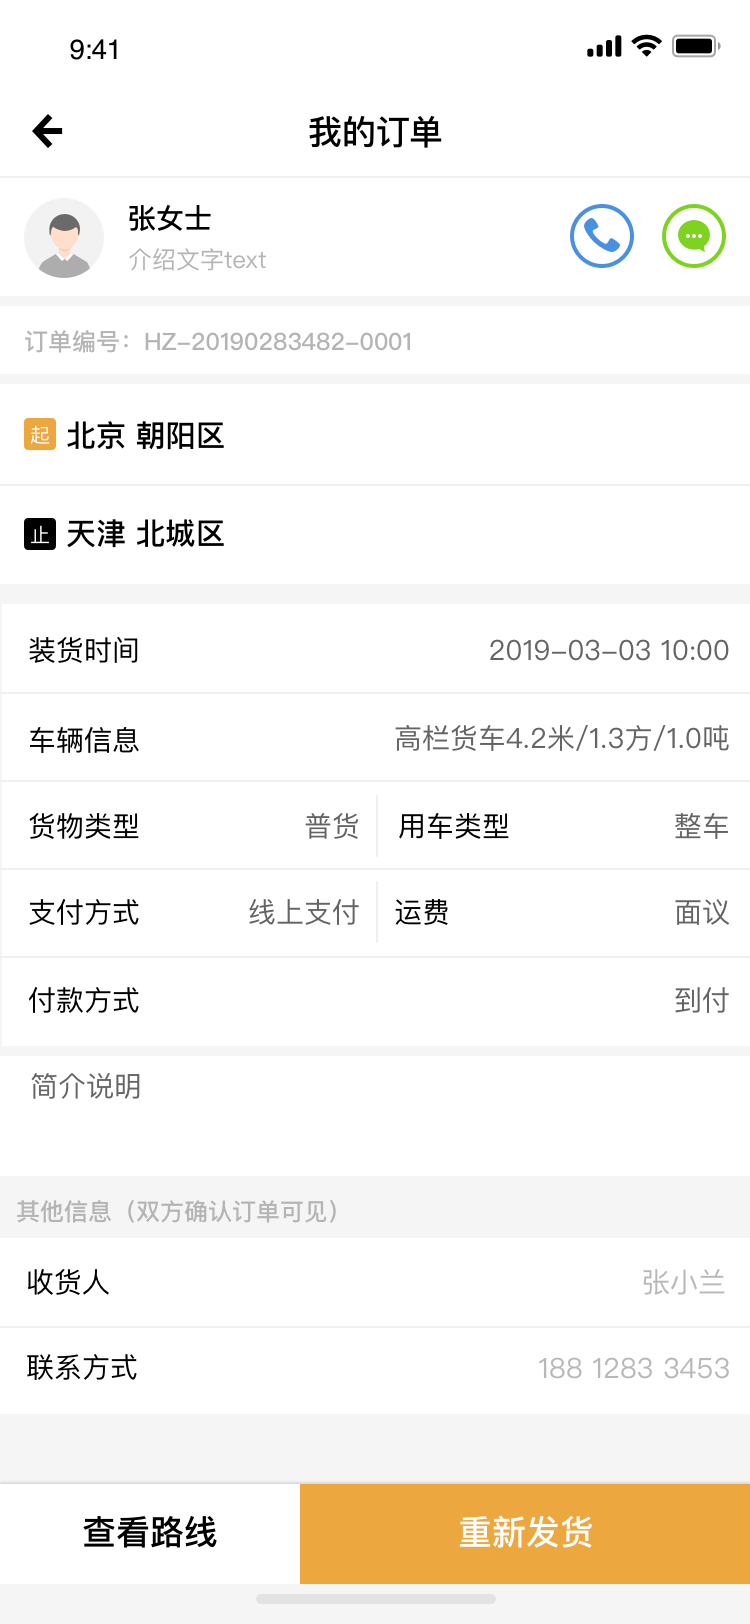 9:41
我的订单
张女士
介绍文字text
订单编号：HZ-20190283482-0001
起 北京 朝阳区
止 天津 北城区
装货时间 2019-03-03 10:00
车辆信息 高栏货车4.2米/1.3方/1.0吨
货物类型 普货 用车类型 整车
支付方式 线上支付 运费 面议
付款方式 到付
简介说明
其他信息（双方确认订单可见）
收货人 张小兰
联系方式 188 1283 3453
查看路线 重新发货